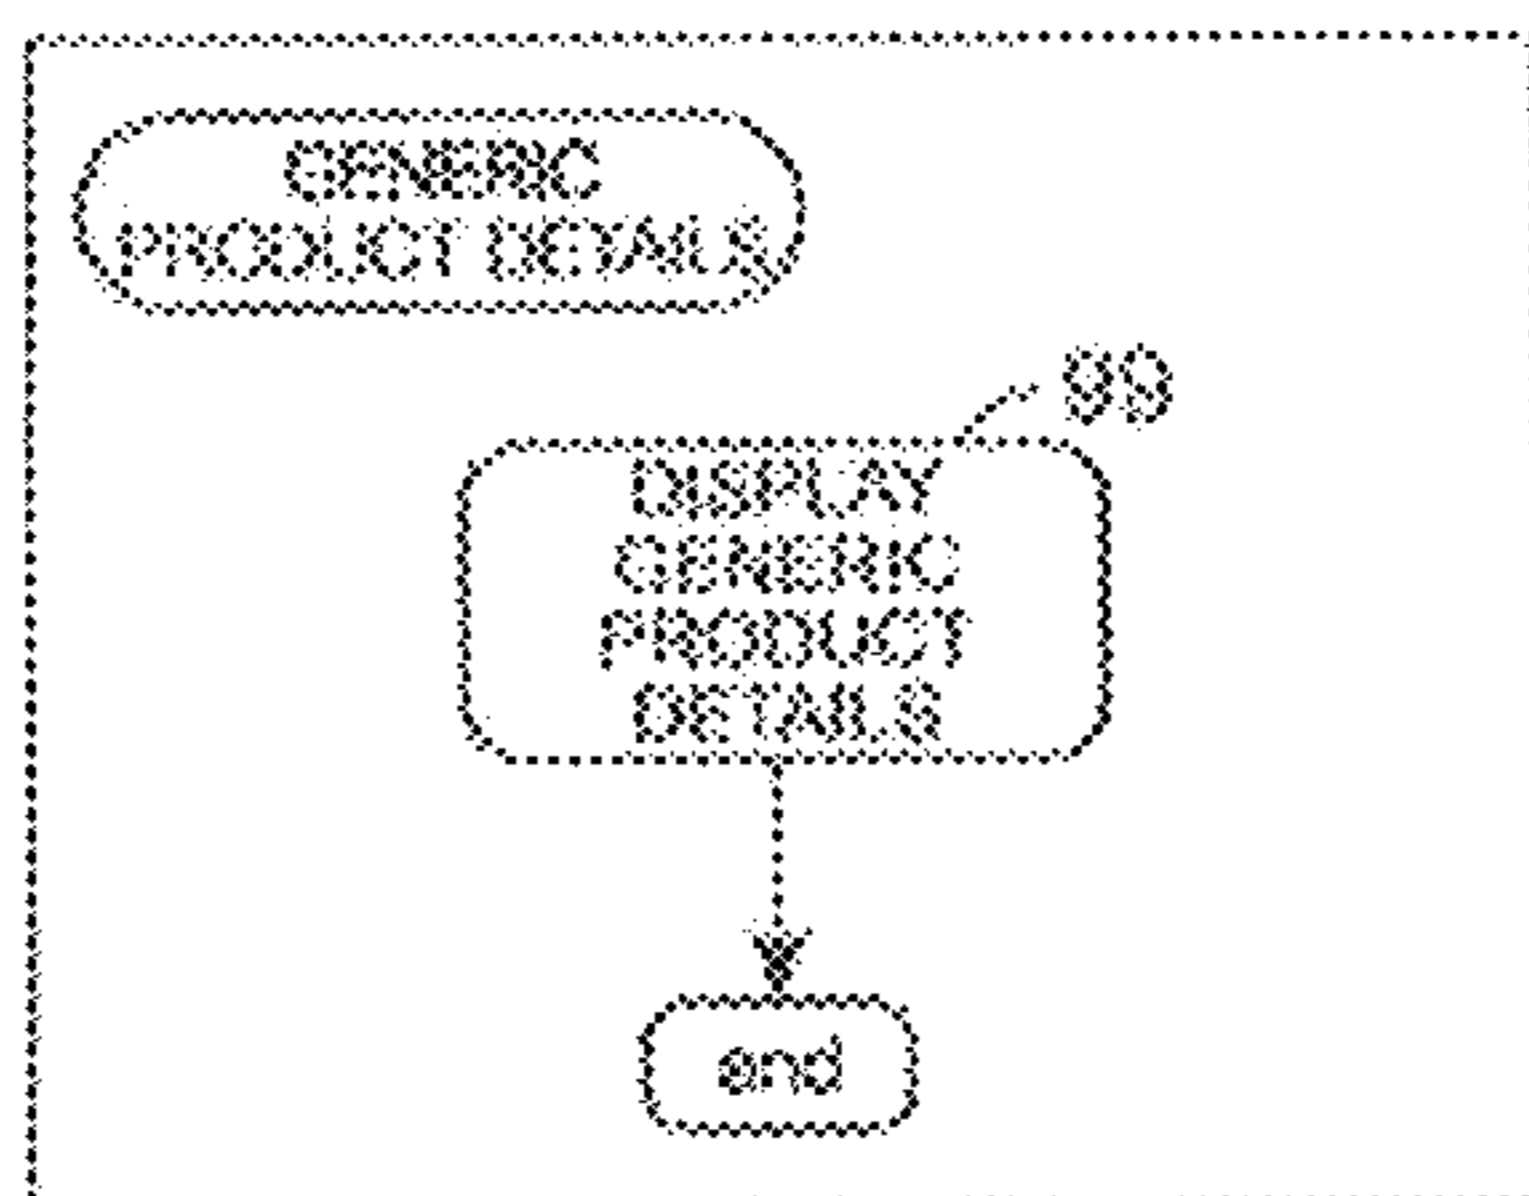 GENERIC
PRODUCT DETAILS
99
DISPLAY
GENERIC
PRODUCT
DETAILS
end